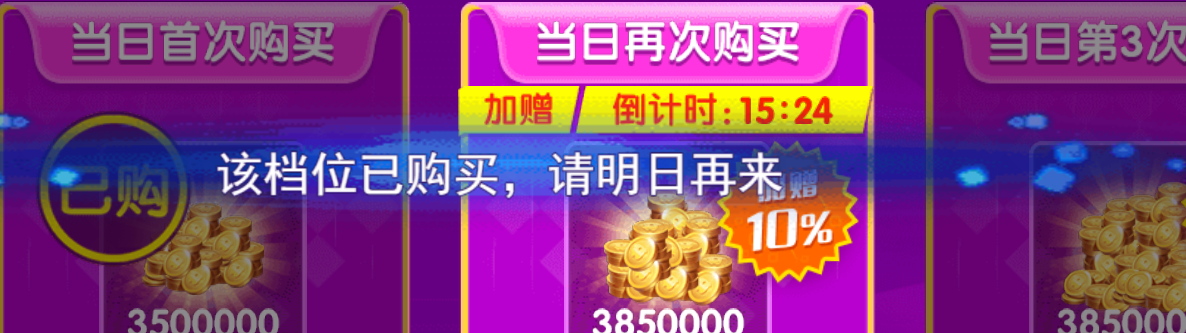 当日首次购买
当日再次购买
当日第3次
加赠
倒计时:15:24
已购
该档位已购买，请明日再来
加赠
10%
3500000
3850000
3850000